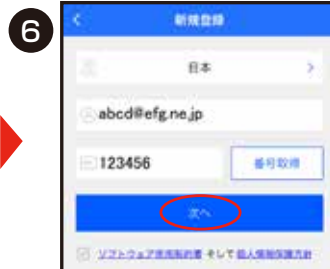 6
新規登録
日本
abcd@efg.ne.jp
123456
番号取得
次へ
ソフトウェア使用契約書 そして 個人情報保護方針